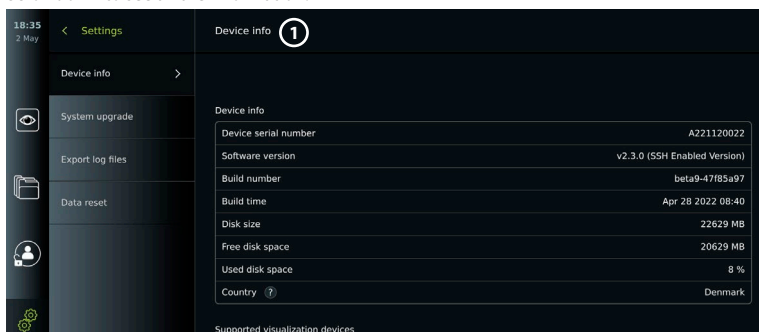 18:35
2 May
Settings
Device info
1
Device info
System upgrade
Export log files
Data reset
Device info
Device serial number A221120022
Software version v2.3.0 (SSH Enabled Version)
Build number beta9-47f85a97
Build time Apr 28 2022 08:40
Disk size 22629 MB
Free disk space 20629 MB
Used disk space 8 %
Country ? Denmark
Supported visualization devices